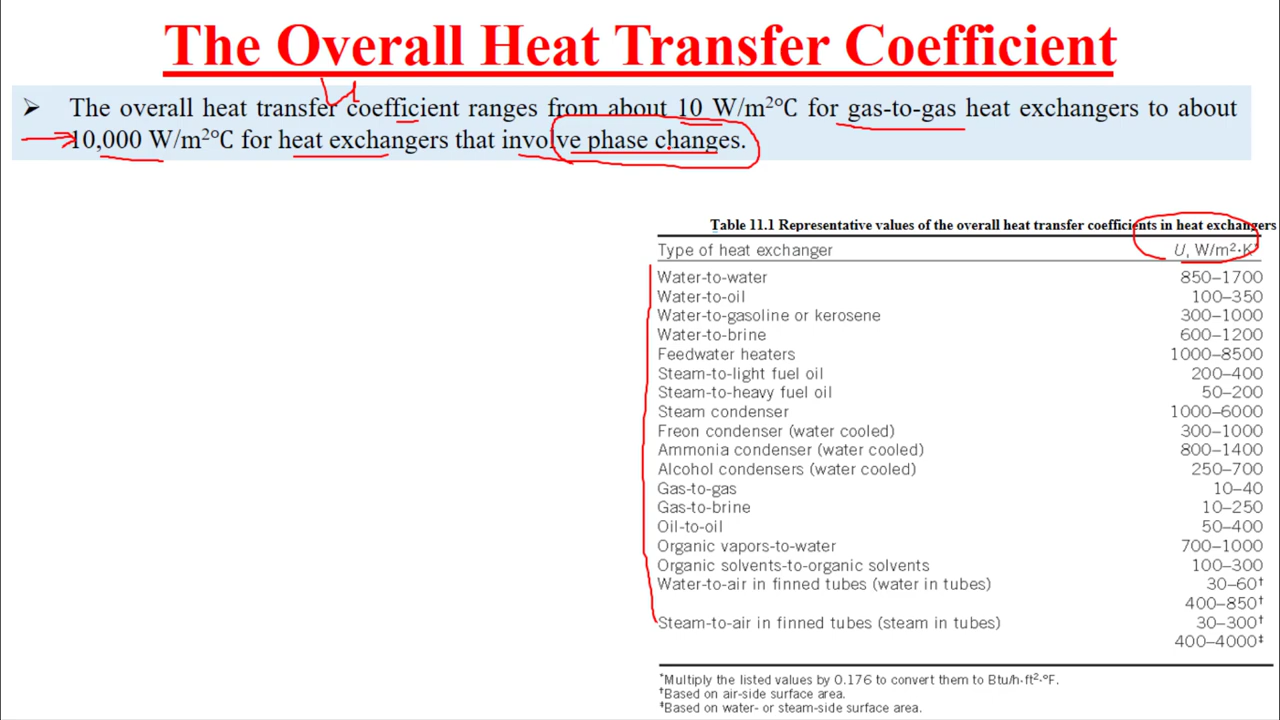 The Overall Heat Transfer Coefficient
U
➤ The overall heat transfer coefficient ranges from about 10 W/m²°C for gas-to-gas heat exchangers to about
10,000 W/m²°C for heat exchangers that involve phase changes.
Table 11.1 Representative values of the overall heat transfer coefficients in heat exchangers
Type of heat exchanger U, W/m²·K*
Water-to-water 850–1700
Water-to-oil 100–350
Water-to-gasoline or kerosene 300–1000
Water-to-brine 600–1200
Feedwater heaters 1000–8500
Steam-to-light fuel oil 200–400
Steam-to-heavy fuel oil 50–200
Steam condenser 1000–6000
Freon condenser (water cooled) 300–1000
Ammonia condenser (water cooled) 800–1400
Alcohol condensers (water cooled) 250–700
Gas-to-gas 10–40
Gas-to-brine 10–250
Oil-to-oil 50–400
Organic vapors-to-water 700–1000
Organic solvents-to-organic solvents 100–300
Water-to-air in finned tubes (water in tubes) 30–60†
400–850†
Steam-to-air in finned tubes (steam in tubes) 30–300†
400–4000‡
*Multiply the listed values by 0.176 to convert them to Btu/h·ft²·°F.
†Based on air-side surface area.
‡Based on water- or steam-side surface area.